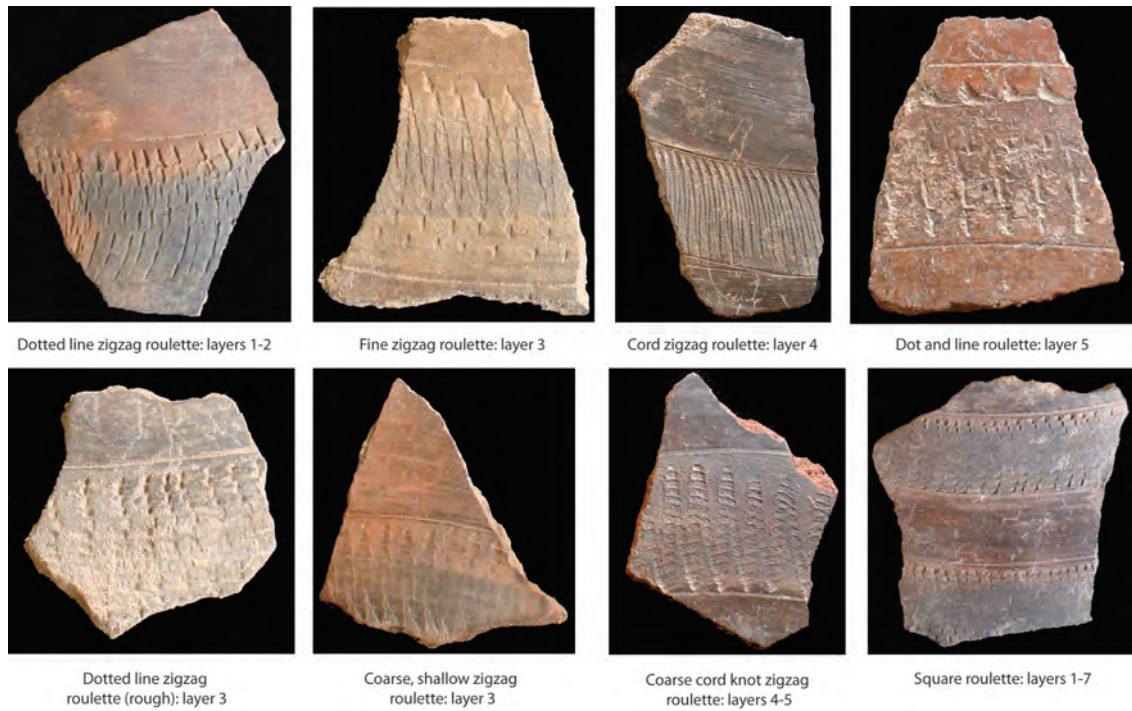 Dotted line zigzag roulette: layers 1-2
Fine zigzag roulette: layer 3
Cord zigzag roulette: layer 4
Dot and line roulette: layer 5
Dotted line zigzag
roulette (rough): layer 3
Coarse, shallow zigzag
roulette: layer 3
Coarse cord knot zigzag
roulette: layers 4-5
Square roulette: layers 1-7